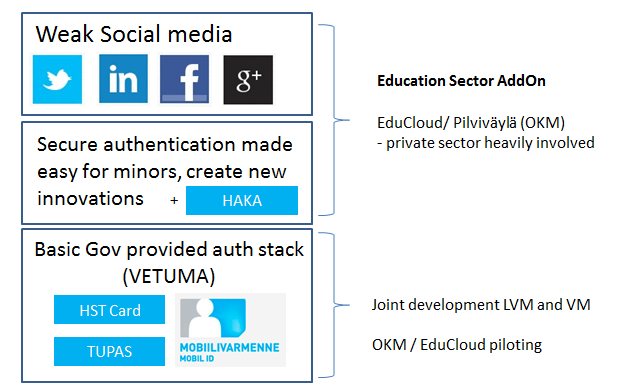 Weak Social media
in
f
g+
Secure authentication made
easy for minors, create new
innovations + HAKA
Basic Gov provided auth stack
(VETUMA)
HST Card
TUPAS
MOBIILIVARMENNE
MOBIL ID
Education Sector AddOn
EduCloud/ Pilviväylä (OKM)
- private sector heavily involved
Joint development LVM and VM
OKM / EduCloud piloting